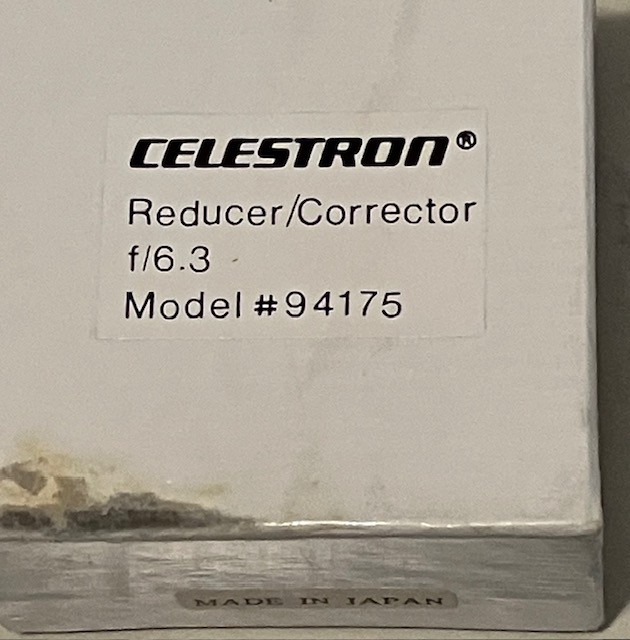 CELESTRON®
Reducer/Corrector
f/6.3
Model #94175
MADE IN JAPAN